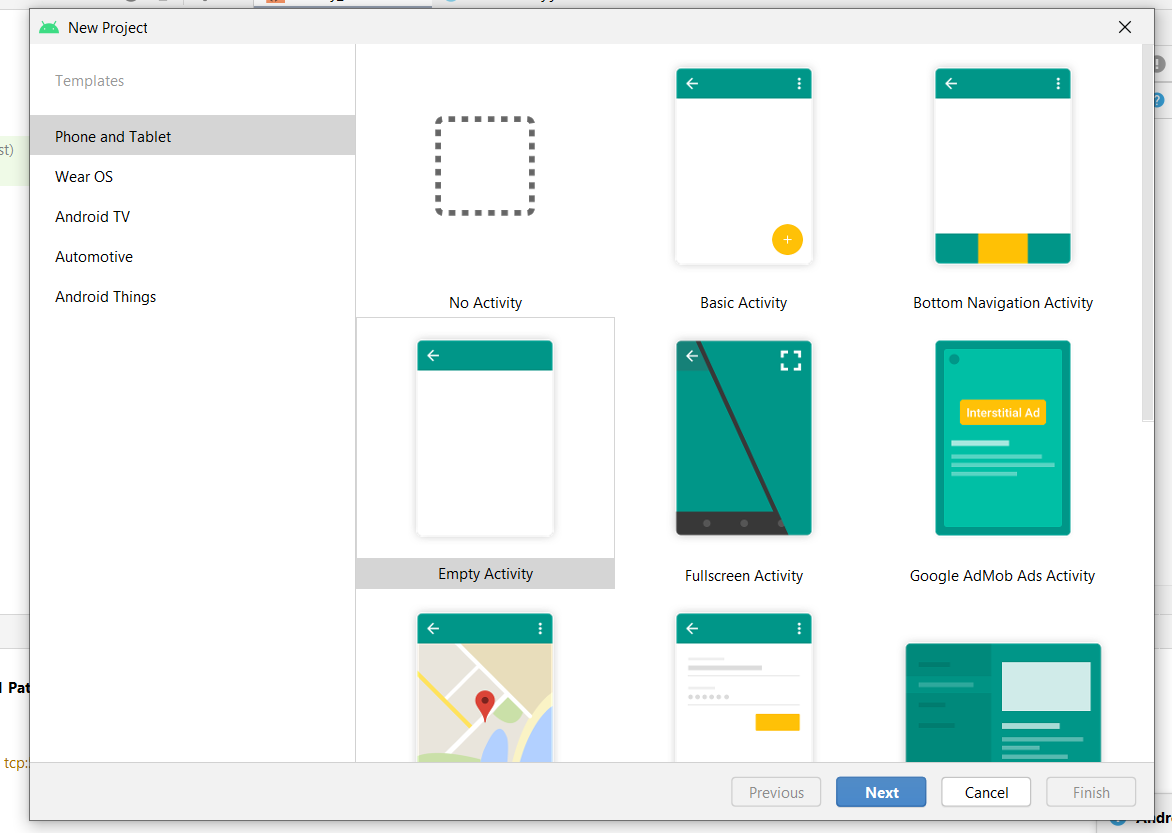 New Project
Templates
Phone and Tablet
Wear OS
Android TV
Automotive
Android Things
No Activity
Basic Activity
Bottom Navigation Activity
Empty Activity
Fullscreen Activity
Interstitial Ad
Google AdMob Ads Activity
st)
Pat
tcp:
Previous
Next
Cancel
Finish
Andr